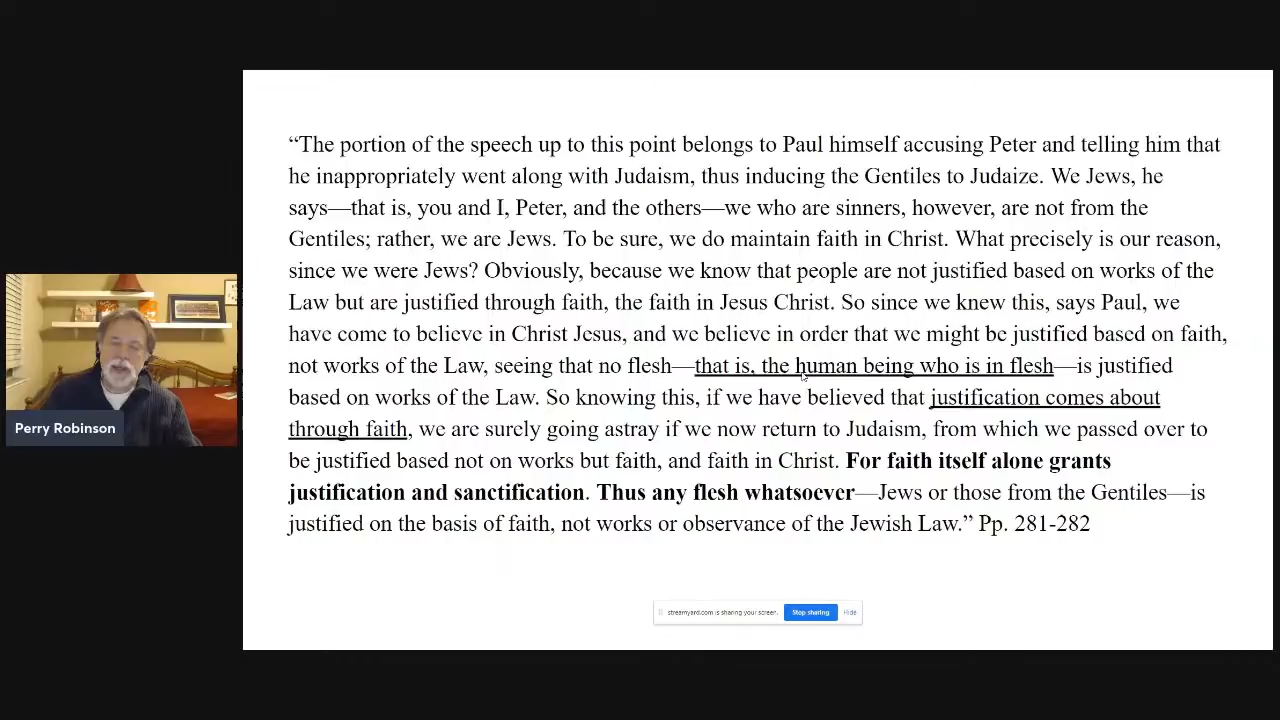 “The portion of the speech up to this point belongs to Paul himself accusing Peter and telling him that
he inappropriately went along with Judaism, thus inducing the Gentiles to Judaize. We Jews, he
says—that is, you and I, Peter, and the others—we who are sinners, however, are not from the
Gentiles; rather, we are Jews. To be sure, we do maintain faith in Christ. What precisely is our reason,
since we were Jews? Obviously, because we know that people are not justified based on works of the
Law but are justified through faith, the faith in Jesus Christ. So since we knew this, says Paul, we
have come to believe in Christ Jesus, and we believe in order that we might be justified based on faith,
not works of the Law, seeing that no flesh—that is, the human being who is in flesh—is justified
based on works of the Law. So knowing this, if we have believed that justification comes about
through faith, we are surely going astray if we now return to Judaism, from which we passed over to
be justified based not on works but faith, and faith in Christ. For faith itself alone grants
justification and sanctification. Thus any flesh whatsoever—Jews or those from the Gentiles—is
justified on the basis of faith, not works or observance of the Jewish Law.” Pp. 281-282
Perry Robinson
streamyard.com is sharing your screen. Stop sharing Hide